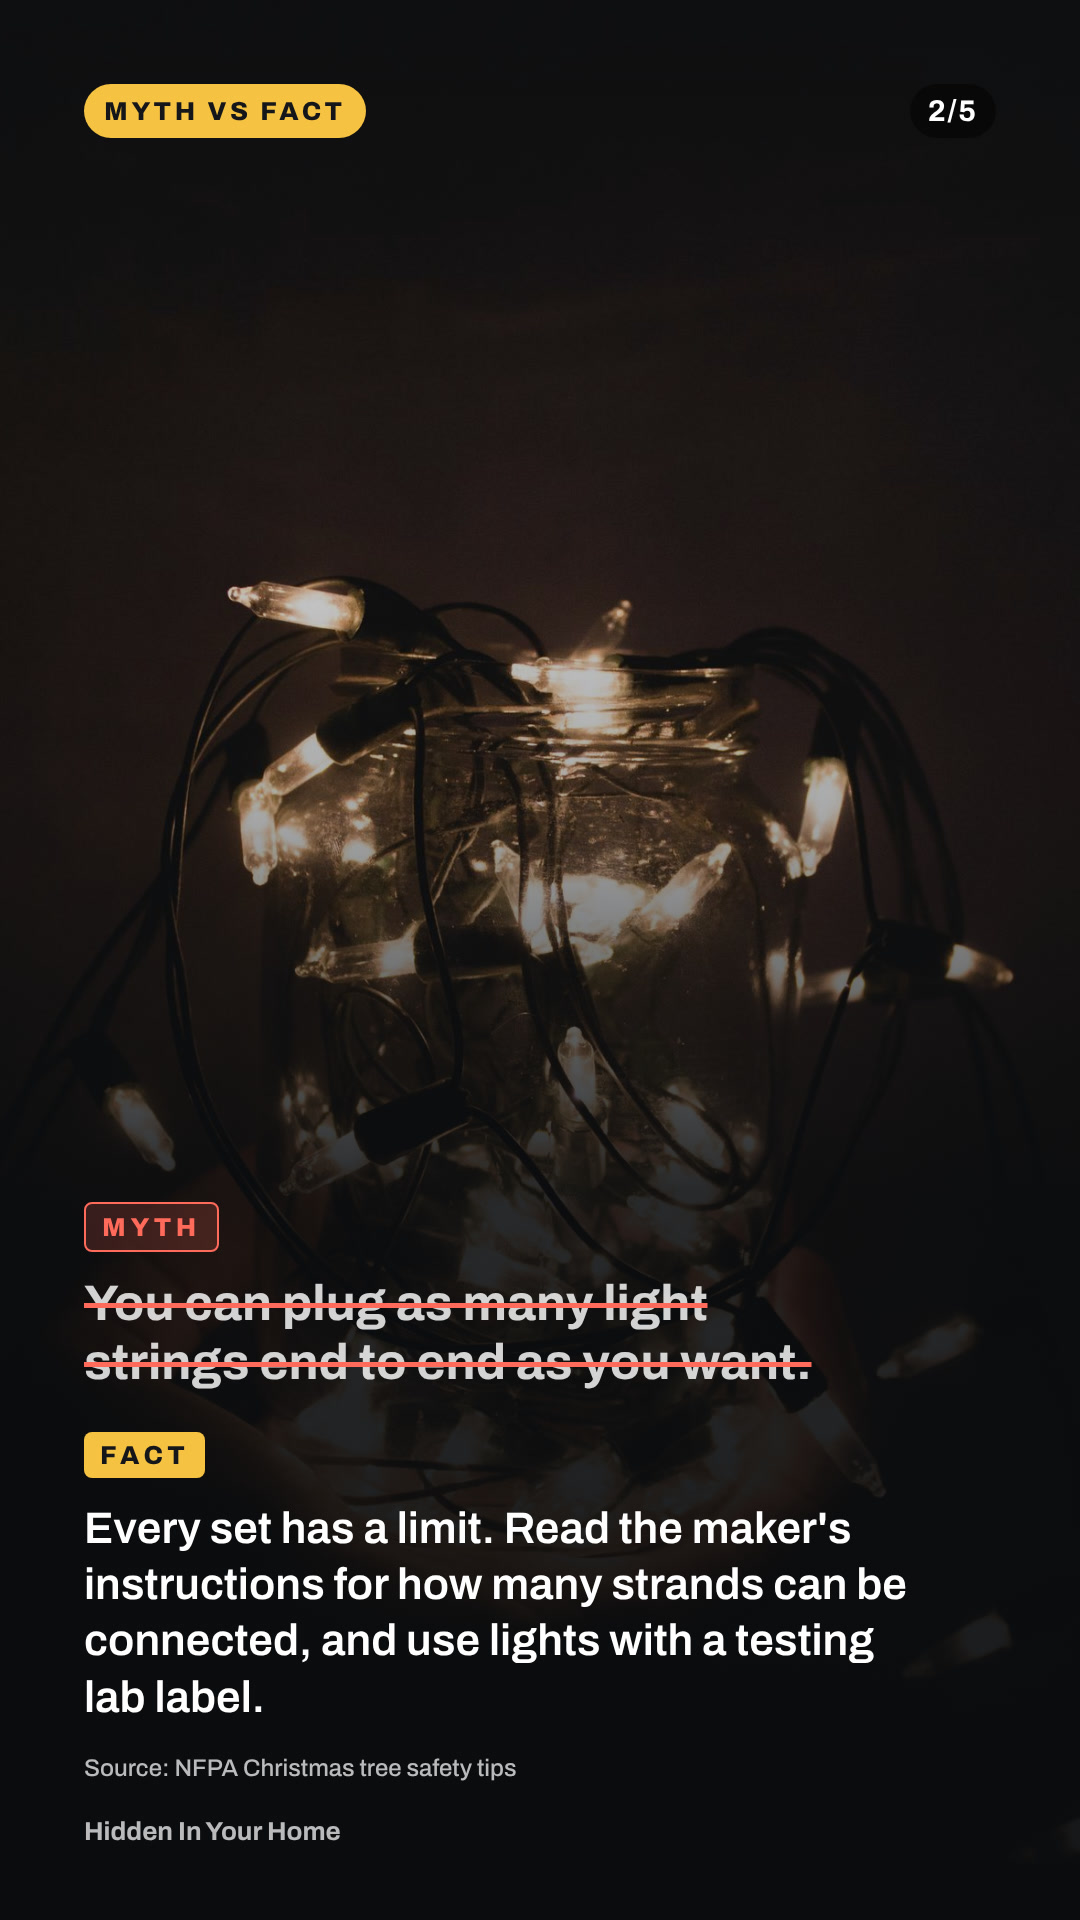 MYTH VS FACT
2/5
MYTH
You can plug as many light
strings end to end as you want.
FACT
Every set has a limit. Read the maker's
instructions for how many strands can be
connected, and use lights with a testing
lab label.
Source: NFPA Christmas tree safety tips
Hidden In Your Home